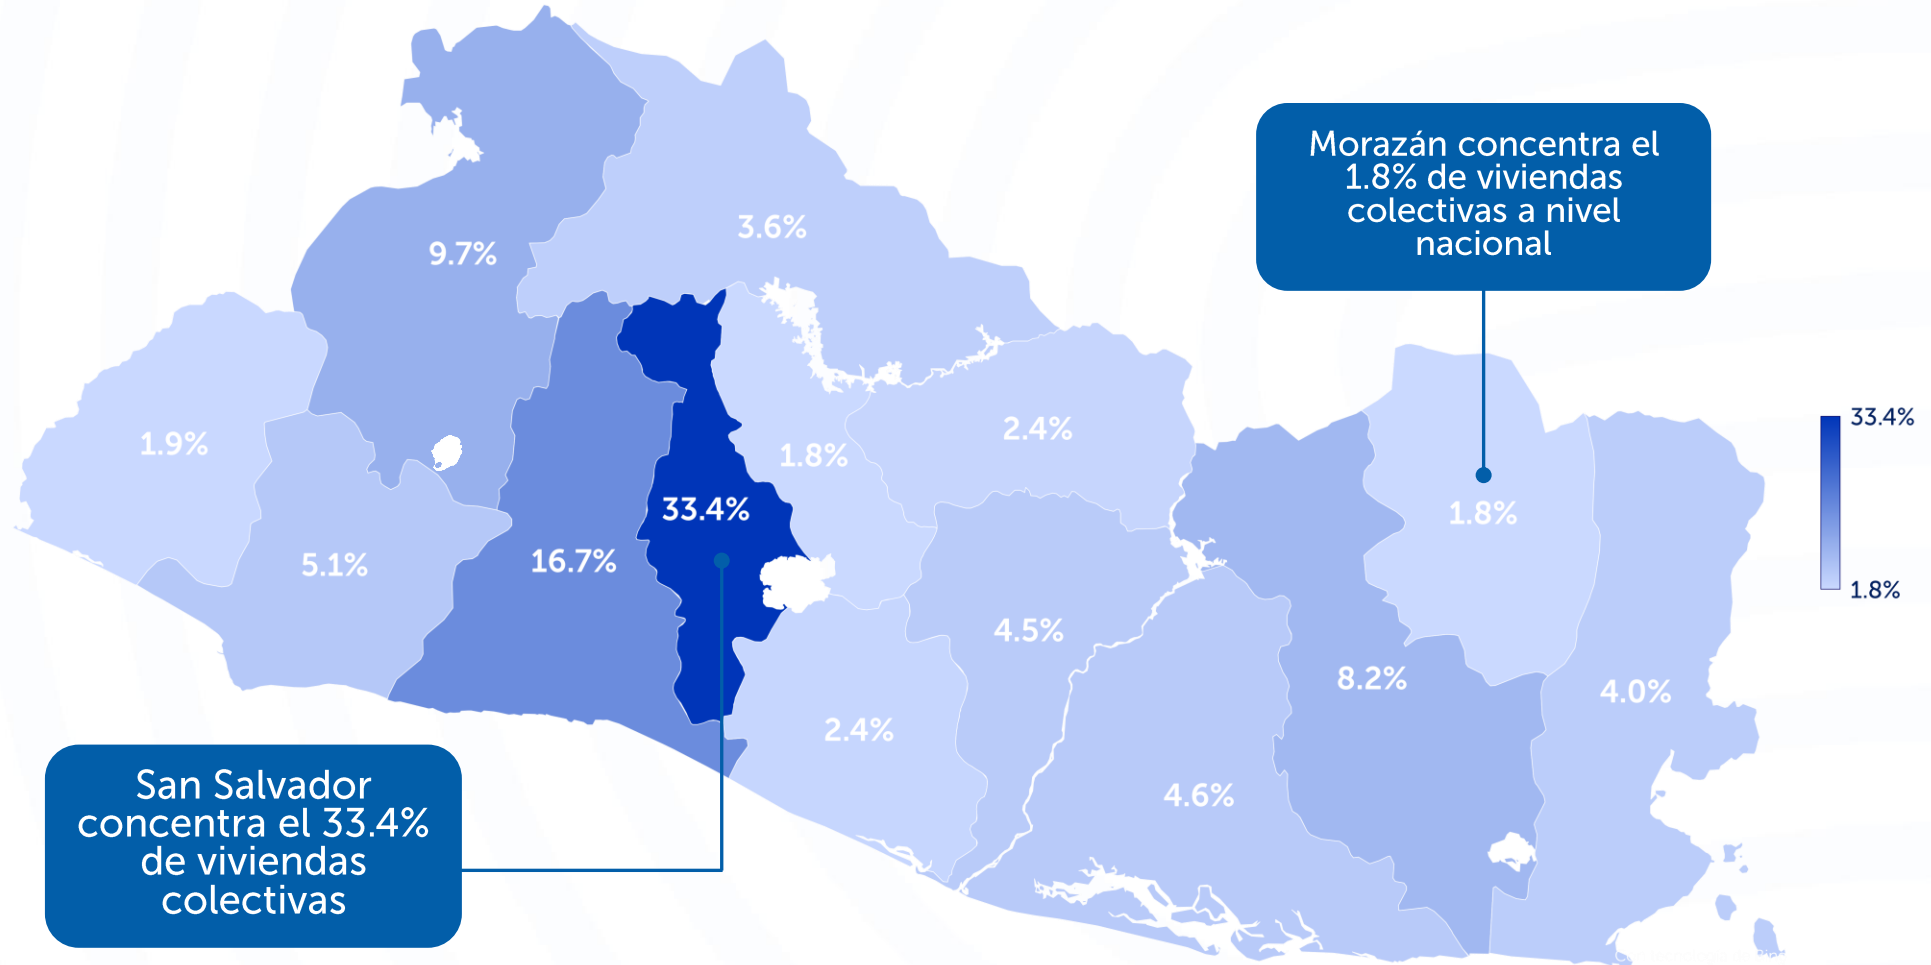 Morazán concentra el
1.8% de viviendas
colectivas a nivel
nacional
3.6%
9.7%
33.4%
1.9%
2.4%
1.8%
33.4%
1.8%
5.1%
16.7%
1.8%
4.5%
8.2%
4.0%
2.4%
4.6%
San Salvador
concentra el 33.4%
de viviendas
colectivas